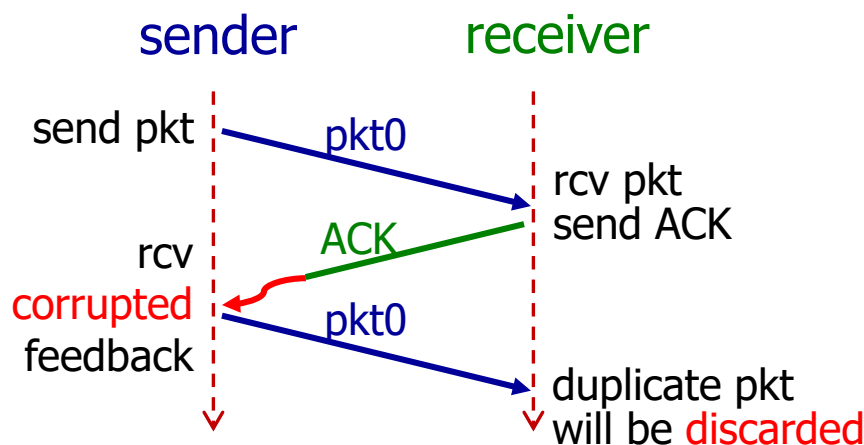 sender
receiver
send pkt
pkt0
rcv pkt
send ACK
ACK
rcv
corrupted
feedback
pkt0
duplicate pkt
will be discarded